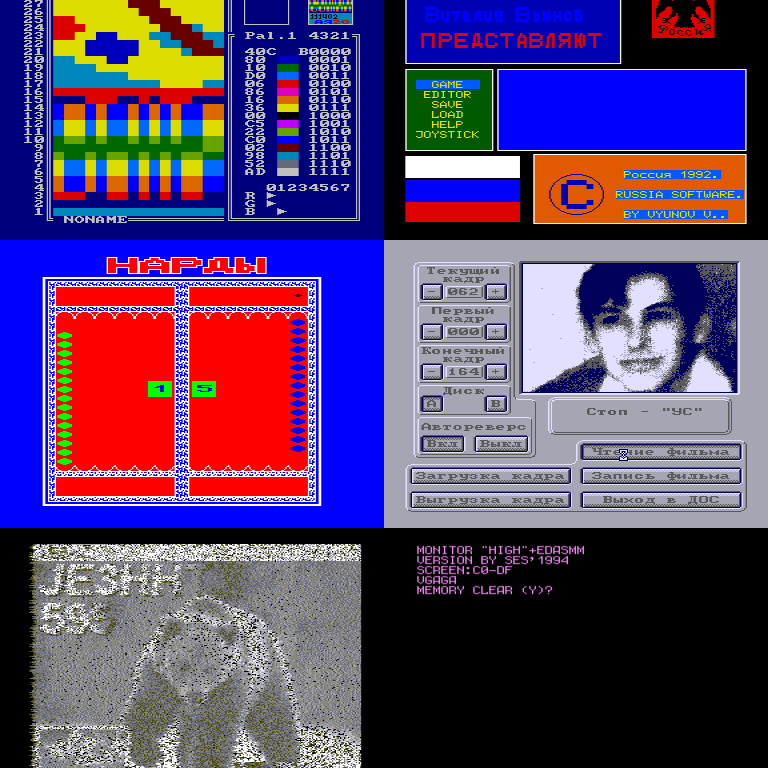 Pal.1 4321
40C B0000
80 0001
10 0010
D0 0011
06 0100
86 0101
16 0110
36 0111
00 1000
C5 1001
22 1010
C0 1011
02 1100
98 1101
52 1110
AD 1111
01234567
R
G
B
27
26
25
24
23
22
21
20
19
18
17
16
15
14
13
12
11
10
9
8
7
6
5
4
3
2
1
NONAME
Виталий Вьюнов
ПРЕДСТАВЛЯЮТ
РОССИЯ
GAME
EDITOR
SAVE
LOAD
HELP
JOYSTICK
C
Россия 1992.
RUSSIA SOFTWARE.
BY VYUNOV V..
НАРДЫ
1 5
Текущий
кадр
- 062 +
Первый
кадр
- 000 +
Конечный
кадр
- 164 +
Диск
A B
Автореверс
Вкл Выкл
Стоп - "УС"
Чтение фильма
Загрузка кадра
Запись фильма
Выгрузка кадра
Выход в ДОС
MONITOR "HIGH"+EDASMM
VERSION BY SES'1994
SCREEN:C0-DF
VGAGA
MEMORY CLEAR (Y)?